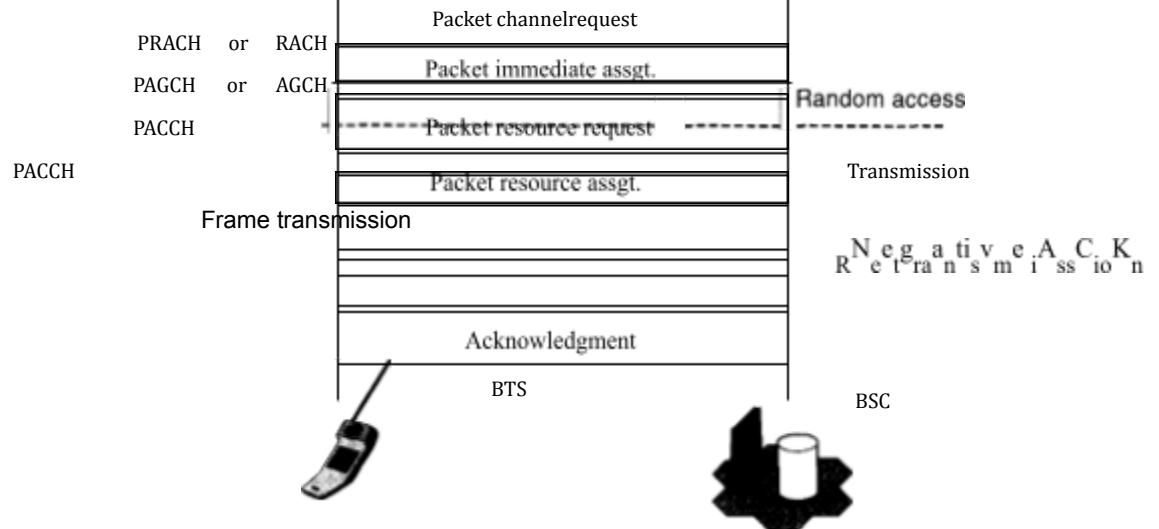 Packet channelrequest
PRACH or RACH
Packet immediate assgt.
PAGCH or AGCH
Random access
PACCH
Packet resource request
PACCH
Packet resource assgt.
Transmission
Frame transmission
Negative ACK
Retransmission
Acknowledgment
BTS
BSC